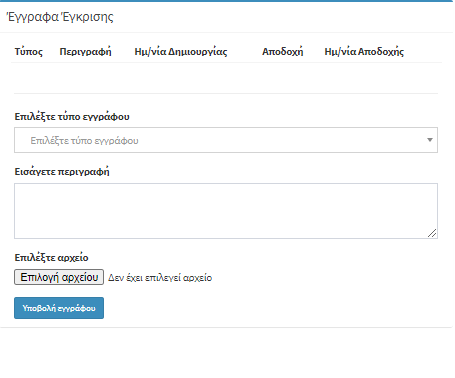 Έγγραφα Έγκρισης
Τύπος Περιγραφή Ημ/νία Δημιουργίας Αποδοχή Ημ/νία Αποδοχής
Επιλέξτε τύπο εγγράφου
Επιλέξτε τύπο εγγράφου
Εισάγετε περιγραφή
Επιλέξτε αρχείο
Επιλογή αρχείου Δεν έχει επιλεγεί αρχείο
Υποβολή εγγράφου